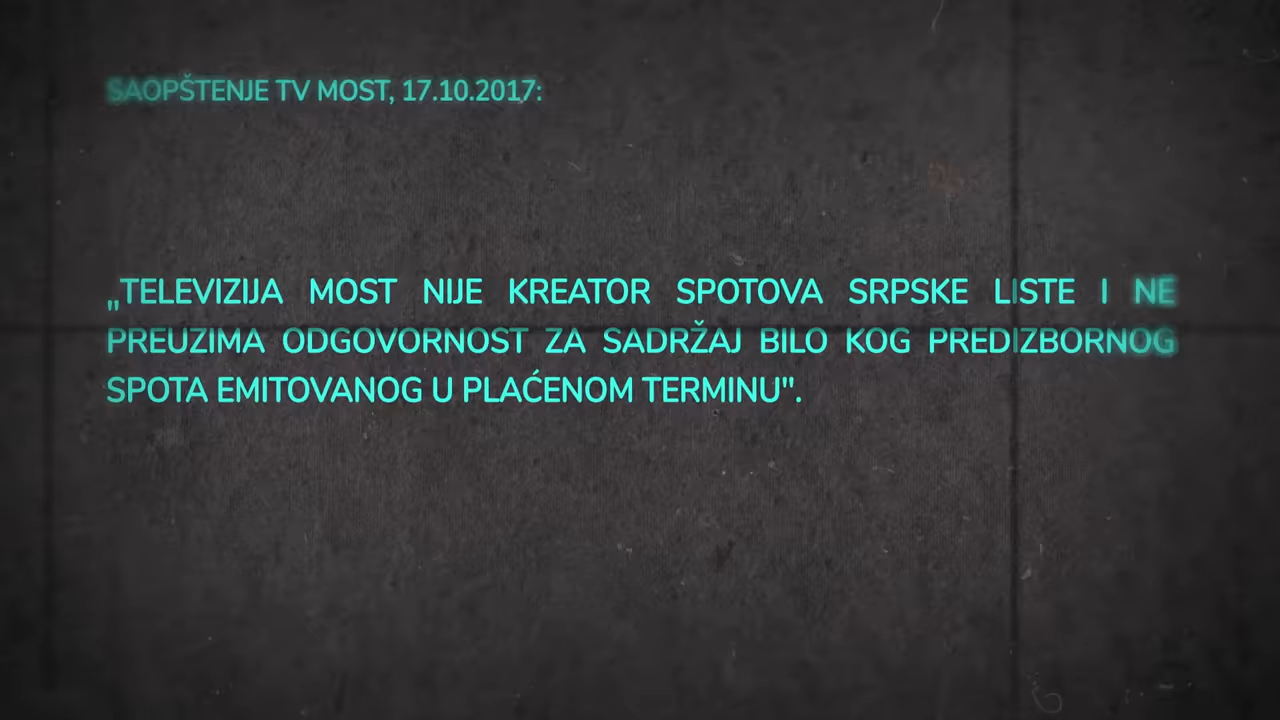 SAOPŠTENJE TV MOST, 17.10.2017:
„TELEVIZIJA MOST NIJE KREATOR SPOTOVA SRPSKE LISTE I NE
PREUZIMA ODGOVORNOST ZA SADRŽAJ BILO KOG PREDIZBORNOG
SPOTA EMITOVANOG U PLAĆENOM TERMINU".